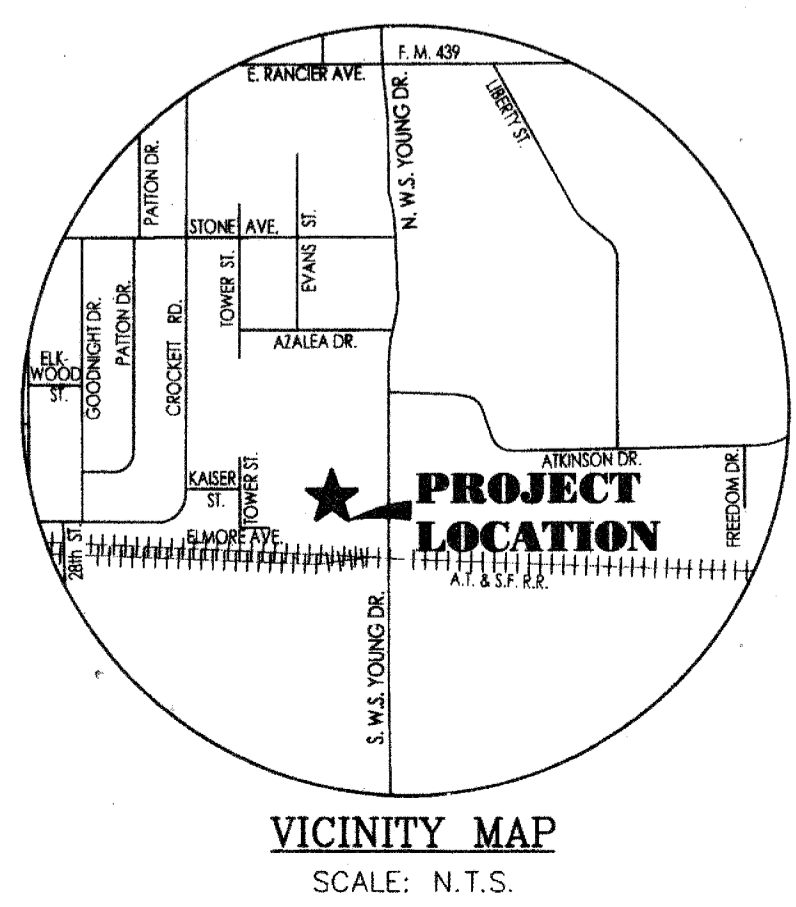 F. M. 439
E. RANCIER AVE.
LIBERTY ST.
N. W.S. YOUNG DR.
PATTON DR.
STONE AVE.
EVANS ST.
TOWER ST.
AZALEA DR.
GOODNIGHT DR.
PATTON DR.
CROCKETT RD.
ELK-
WOOD
ST.
KAISER
ST.
TOWER ST.
ATKINSON DR.
FREEDOM DR.
PROJECT
LOCATION
ELMORE AVE.
28th ST.
A.T. & S.F. R.R.
S. W.S. YOUNG DR.
VICINITY MAP
SCALE: N.T.S.